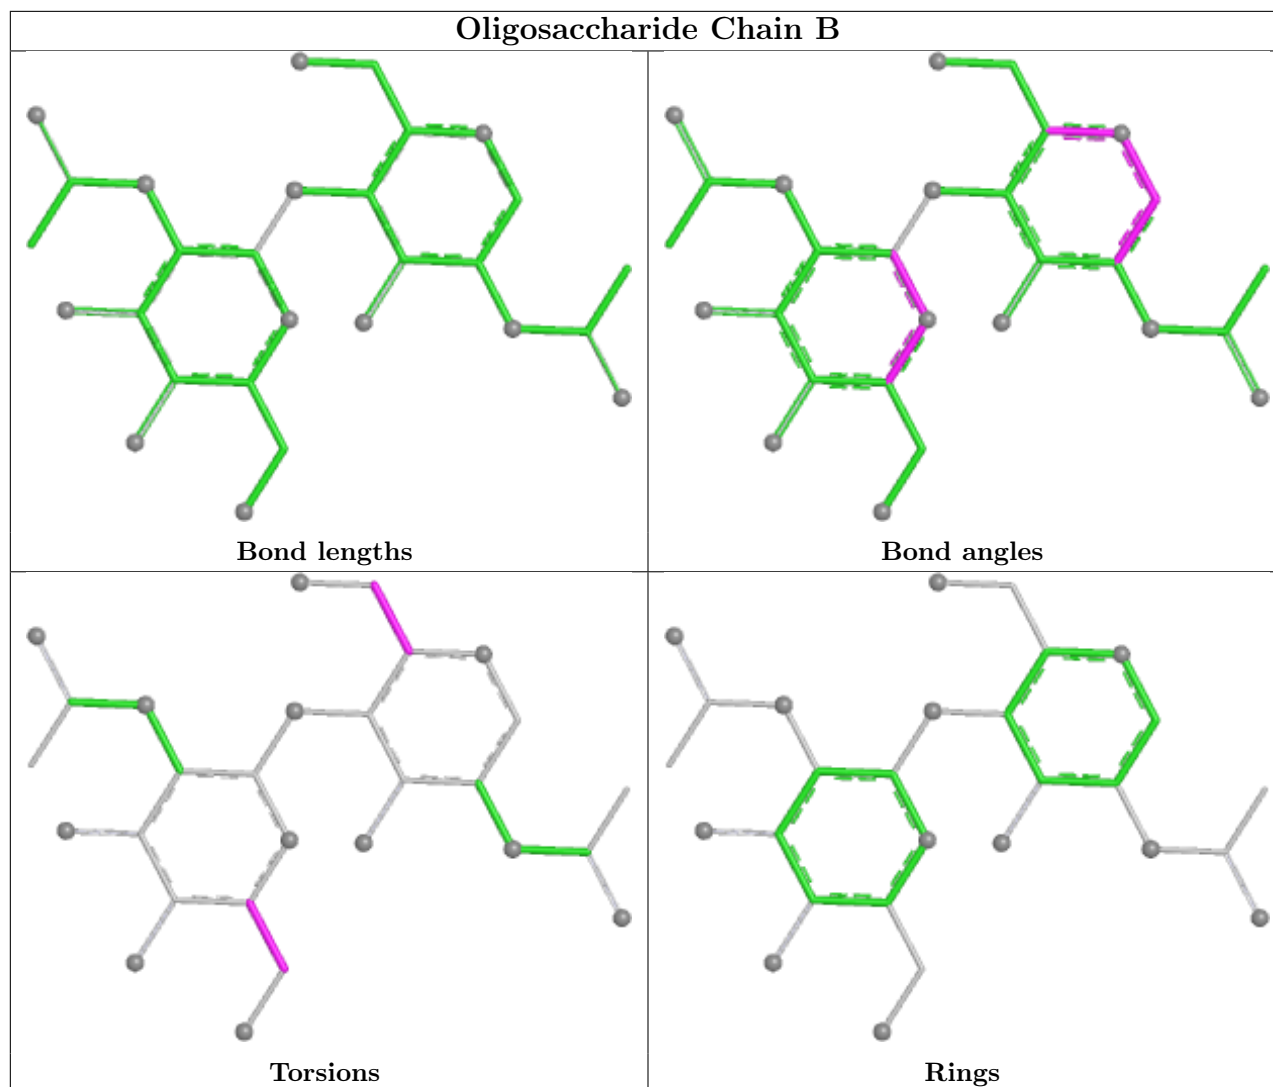 Oligosaccharide Chain B
Bond lengths
Bond angles
Torsions
Rings